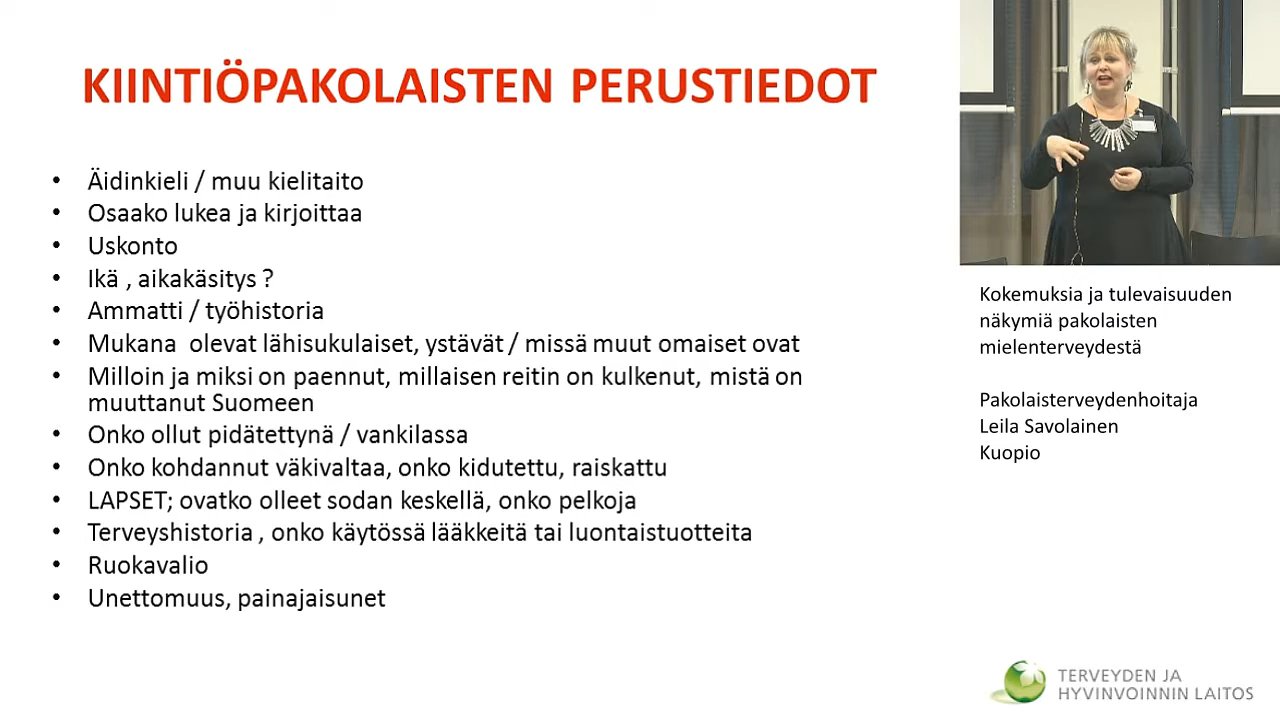 KIINTIÖPAKOLAISTEN PERUSTIEDOT
• Äidinkieli / muu kielitaito
• Osaako lukea ja kirjoittaa
• Uskonto
• Ikä , aikakäsitys ?
• Ammatti / työhistoria
• Mukana olevat lähisukulaiset, ystävät / missä muut omaiset ovat
• Milloin ja miksi on paennut, millaisen reitin on kulkenut, mistä on
muuttanut Suomeen
• Onko ollut pidätettynä / vankilassa
• Onko kohdannut väkivaltaa, onko kidutettu, raiskattu
• LAPSET; ovatko olleet sodan keskellä, onko pelkoja
• Terveyshistoria , onko käytössä lääkkeitä tai luontaistuotteita
• Ruokavalio
• Unettomuus, painajaisunet
Kokemuksia ja tulevaisuuden
näkymiä pakolaisten
mielenterveydestä
Pakolaisterveydenhoitaja
Leila Savolainen
Kuopio
TERVEYDEN JA
HYVINVOINNIN LAITOS